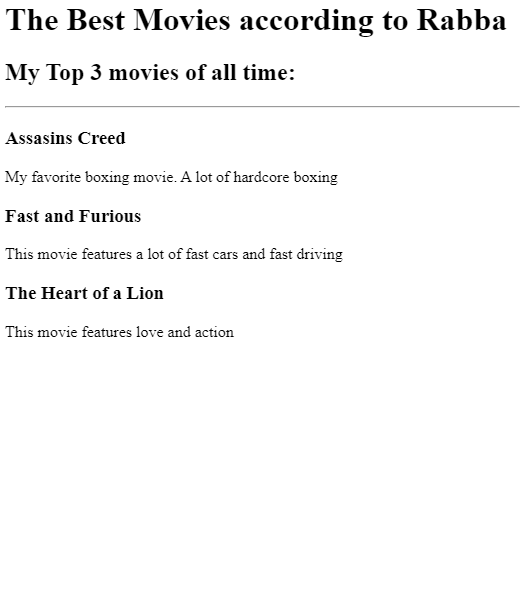 The Best Movies according to Rabba
My Top 3 movies of all time:
Assasins Creed
My favorite boxing movie. A lot of hardcore boxing
Fast and Furious
This movie features a lot of fast cars and fast driving
The Heart of a Lion
This movie features love and action